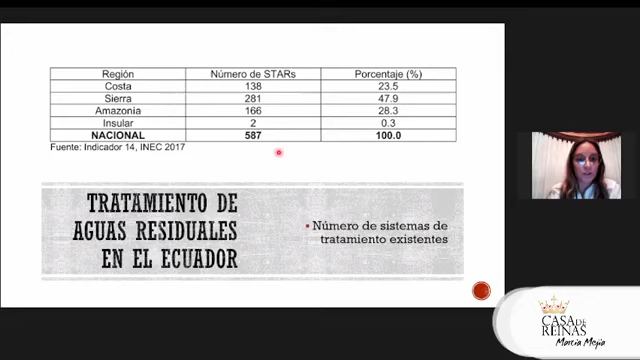 Región Número de STARs Porcentaje (%)
Costa 138 23.5
Sierra 281 47.9
Amazonia 166 28.3
Insular 2 0.3
NACIONAL 587 100.0
Fuente: Indicador 14, INEC 2017
TRATAMIENTO DE
AGUAS RESIDUALES
EN EL ECUADOR
• Número de sistemas de
tratamiento existentes
CASA DE
REINAS
Marcia Mejía